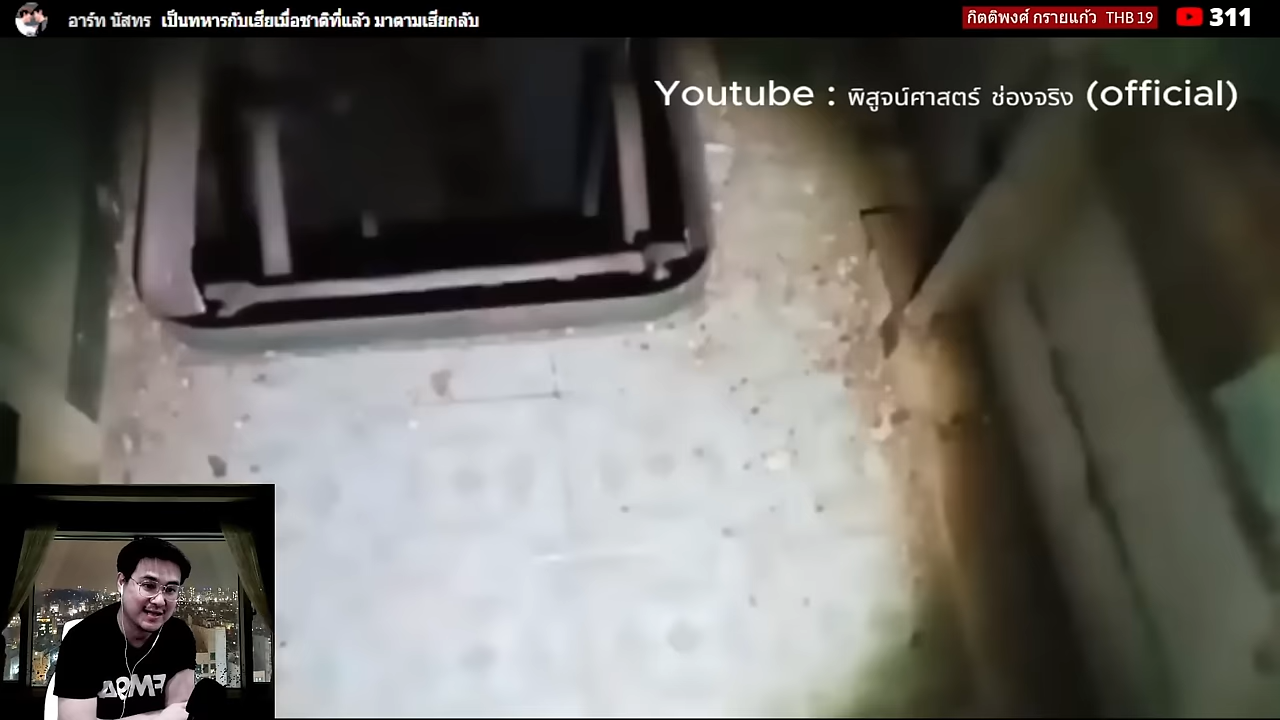 อาร์ท นัสทร เป็นทหารกับเฮียเมื่อชาติที่แล้ว มาตามเฮียกลับ
กิตติพงศ์ กรายแก้ว THB 19
311
Youtube : พิสูจน์ศาสตร์ ช่องจริง (official)